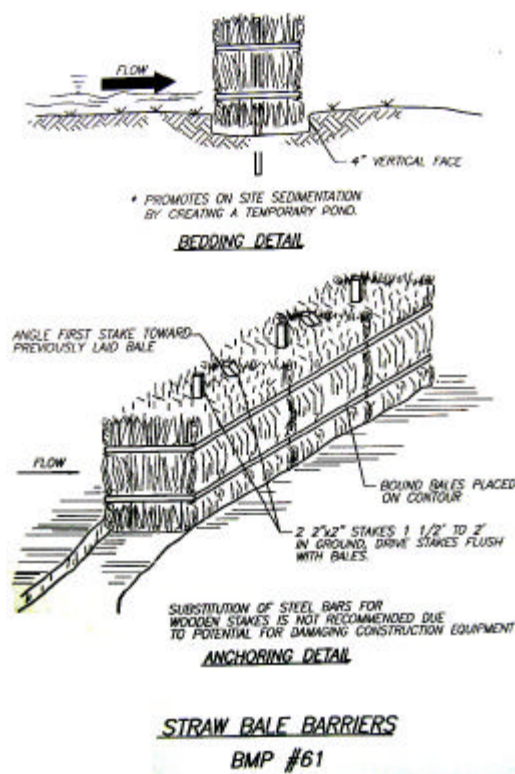 FLOW
4" VERTICAL FACE
* PROMOTES ON SITE SEDIMENTATION
BY CREATING A TEMPORARY POND.
BEDDING DETAIL
ANGLE FIRST STAKE TOWARD
PREVIOUSLY LAID BALE
FLOW
BOUND BALES PLACED
ON CONTOUR
2 2"x2" STAKES 1 1/2' TO 2'
IN GROUND, DRIVE STAKES FLUSH
WITH BALES.
SUBSTITUTION OF STEEL BARS FOR
WOODEN STAKES IS NOT RECOMMENDED DUE
TO POTENTIAL FOR DAMAGING CONSTRUCTION EQUIPMENT
ANCHORING DETAIL
STRAW BALE BARRIERS
BMP #61